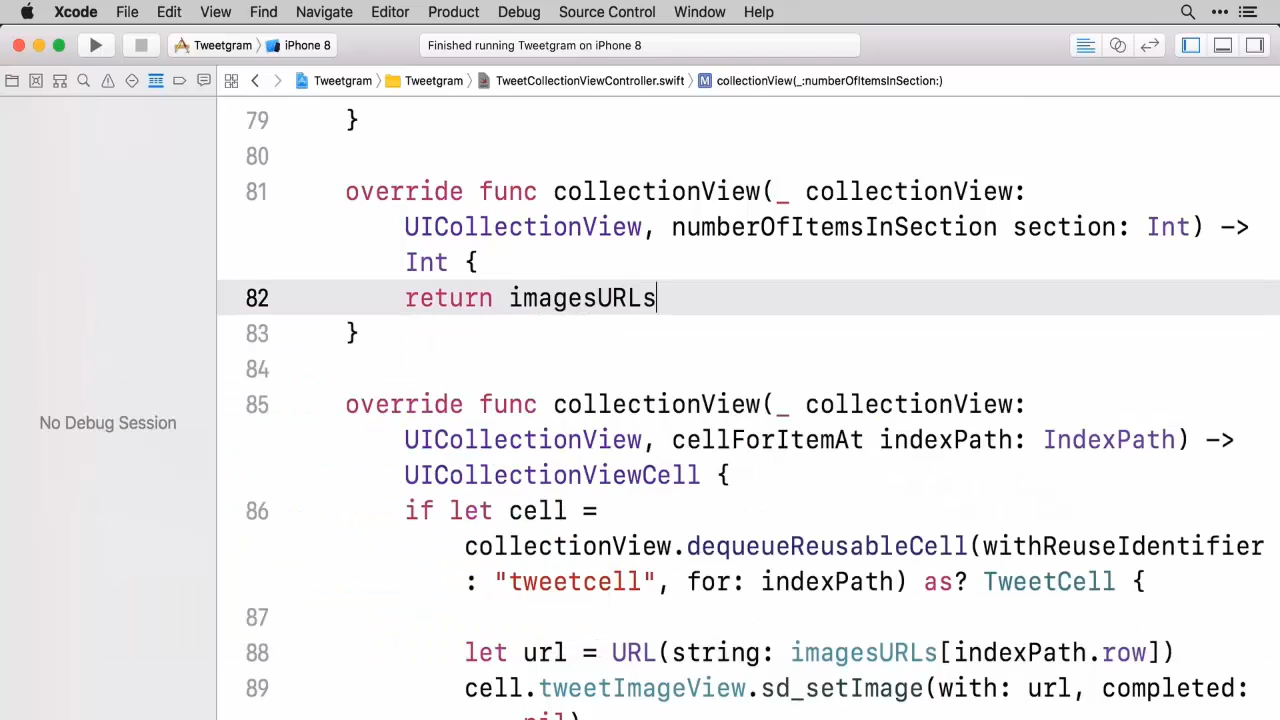 Xcode File Edit View Find Navigate Editor Product Debug Source Control Window Help
Tweetgram iPhone 8 Finished running Tweetgram on iPhone 8
Tweetgram Tweetgram TweetCollectionViewController.swift M collectionView(_:numberOfItemsInSection:)
79 }
80
81 override func collectionView(_ collectionView:
UICollectionView, numberOfItemsInSection section: Int) ->
Int {
82 return imagesURLs
83 }
84
85 override func collectionView(_ collectionView:
No Debug Session
UICollectionView, cellForItemAt indexPath: IndexPath) ->
UICollectionViewCell {
86 if let cell =
collectionView.dequeueReusableCell(withReuseIdentifier
: "tweetcell", for: indexPath) as? TweetCell {
87
88 let url = URL(string: imagesURLs[indexPath.row])
89 cell.tweetImageView.sd_setImage(with: url, completed:
nil)